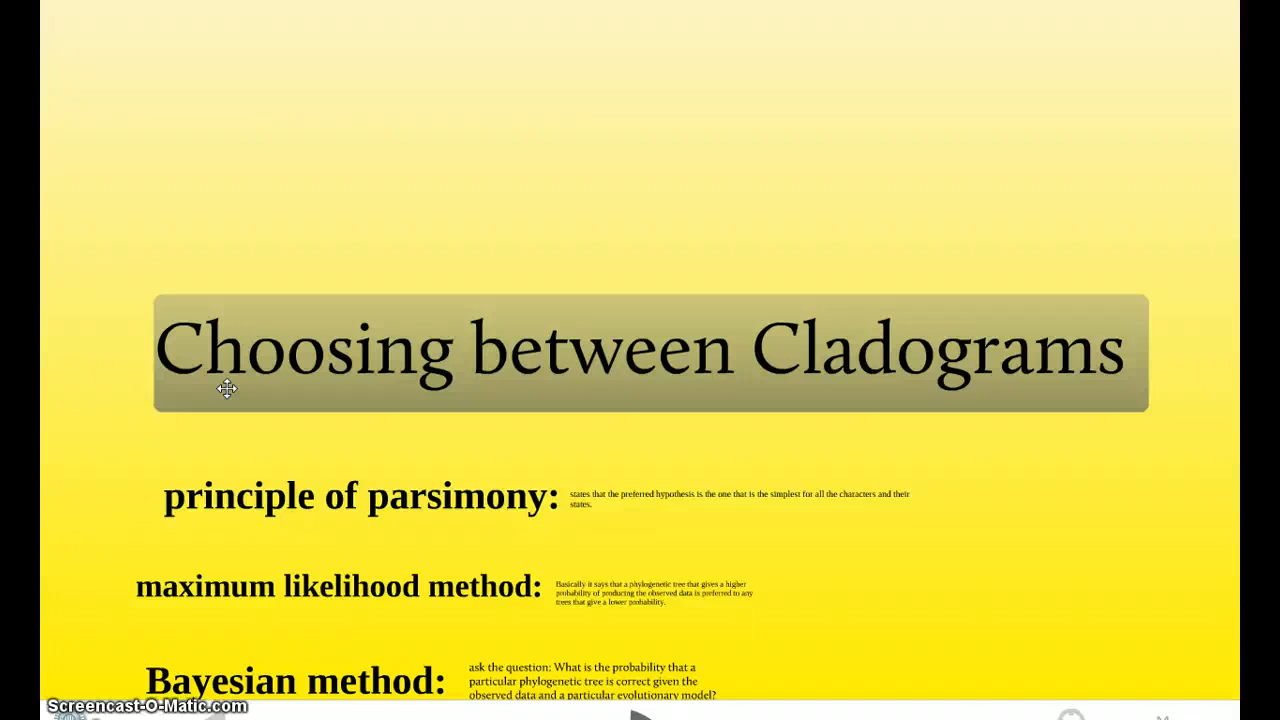 Choosing between Cladograms
principle of parsimony:
states that the preferred hypothesis is the one that is the simplest for all the characters and their
states.
maximum likelihood method:
Basically it says that a phylogenetic tree that gives a higher
probability of producing the observed data is preferred to any
trees that give a lower probability.
Bayesian method:
ask the question: What is the probability that a
particular phylogenetic tree is correct given the
observed data and a particular evolutionary model?
Screencast-O-Matic.com